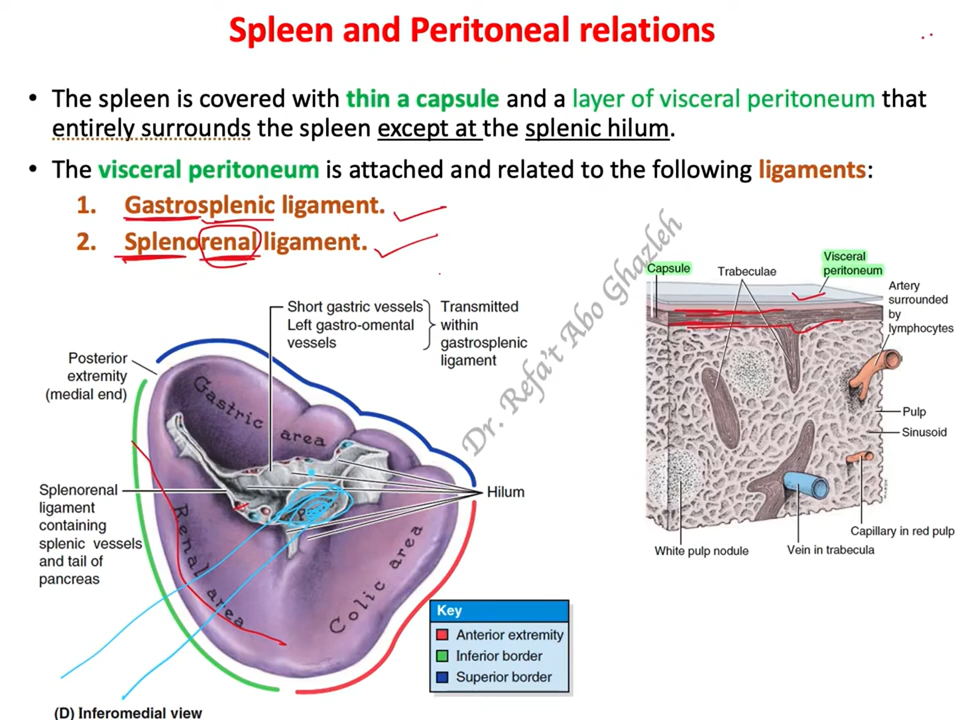 Spleen and Peritoneal relations
• The spleen is covered with thin a capsule and a layer of visceral peritoneum that
entirely surrounds the spleen except at the splenic hilum.
• The visceral peritoneum is attached and related to the following ligaments:
1. Gastrosplenic ligament.
2. Splenorenal ligament.
Short gastric vessels
Left gastro-omental
vessels
Transmitted
within
gastrosplenic
ligament
Posterior
extremity
(medial end)
Gastric area
Splenorenal
ligament
containing
splenic vessels
and tail of
pancreas
Renal area
Colic area
Hilum
Key
Anterior extremity
Inferior border
Superior border
(D) Inferomedial view
Dr. Refa't Abo Ghazleh
Capsule
Trabeculae
Visceral
peritoneum
Artery
surrounded
by
lymphocytes
Pulp
Sinusoid
Capillary in red pulp
White pulp nodule
Vein in trabecula